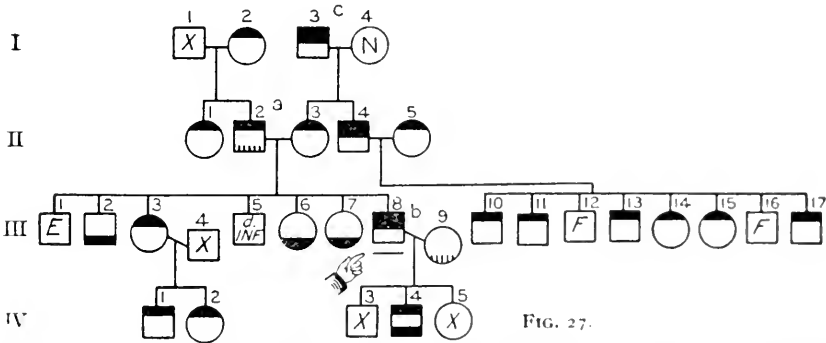 1 2 3 c 4
I X N
1 2 a 3 4 5
II
1 2 3 4 5 6 7 8 b 9 10 11 12 13 14 15 16 17
III E X d. INF F F
1 2 3 4 5
IV X X FIG. 27.